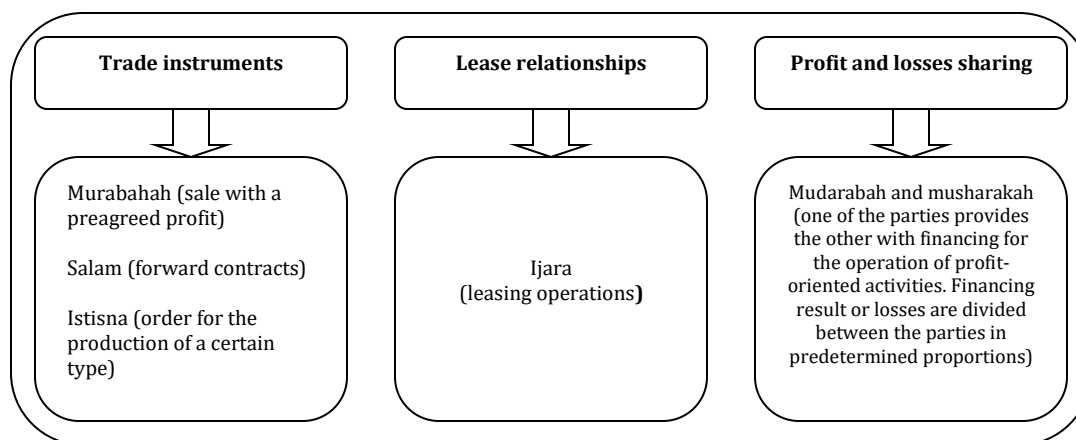 Trade instruments
Murabahah (sale with a
preagreed profit)
Salam (forward contracts)
Istisna (order for the
production of a certain
type)
Lease relationships
Ijara
(leasing operations)
Profit and losses sharing
Mudarabah and musharakah
(one of the parties provides
the other with financing for
the operation of profit-
oriented activities. Financing
result or losses are divided
between the parties in
predetermined proportions)